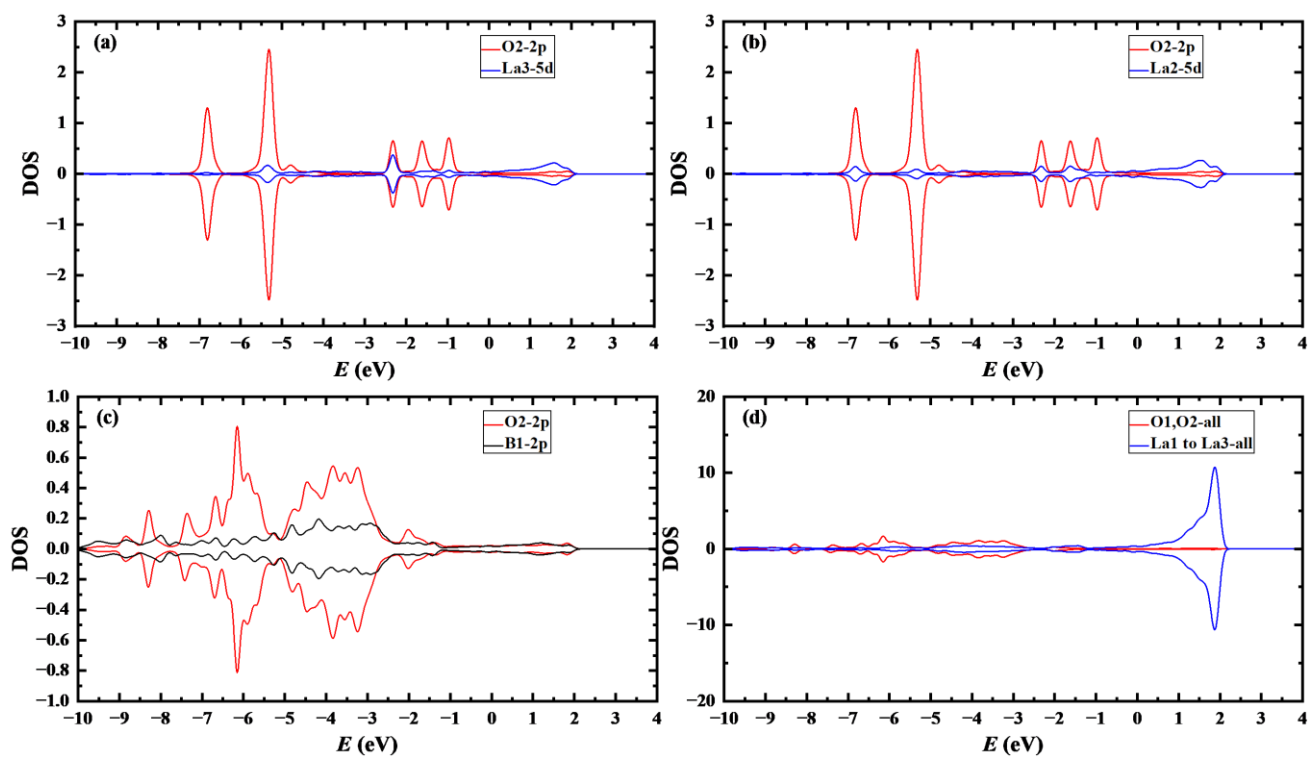 (a)
O2-2p
La3-5d
DOS
3
2
1
0
−1
−2
−3
−10 −9 −8 −7 −6 −5 −4 −3 −2 −1 0 1 2 3 4
E (eV)
(b)
O2-2p
La2-5d
DOS
3
2
1
0
−1
−2
−3
−10 −9 −8 −7 −6 −5 −4 −3 −2 −1 0 1 2 3 4
E (eV)
(c)
O2-2p
B1-2p
DOS
1.0
0.8
0.6
0.4
0.2
0.0
−0.2
−0.4
−0.6
−0.8
−1.0
−10 −9 −8 −7 −6 −5 −4 −3 −2 −1 0 1 2 3 4
E (eV)
(d)
O1,O2-all
La1 to La3-all
DOS
20
10
0
−10
−20
−10 −9 −8 −7 −6 −5 −4 −3 −2 −1 0 1 2 3 4
E (eV)